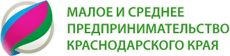 МАЛОЕ И СРЕДНЕЕ
ПРЕДПРИНИМАТЕЛЬСТВО
КРАСНОДАРСКОГО КРАЯ